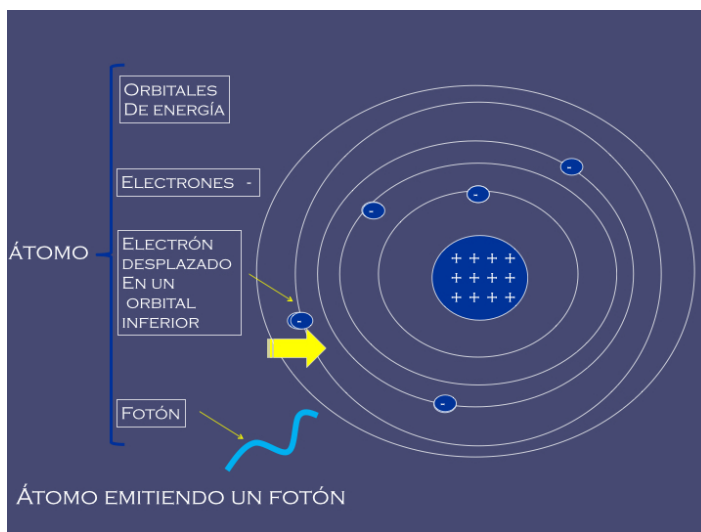 ORBITALES
DE ENERGÍA
ELECTRONES -
ÁTOMO
ELECTRÓN
DESPLAZADO
EN UN
ORBITAL
INFERIOR
FOTÓN
ÁTOMO EMITIENDO UN FOTÓN
-
-
-
+ + + +
+ + + +
+ + + +
-
-